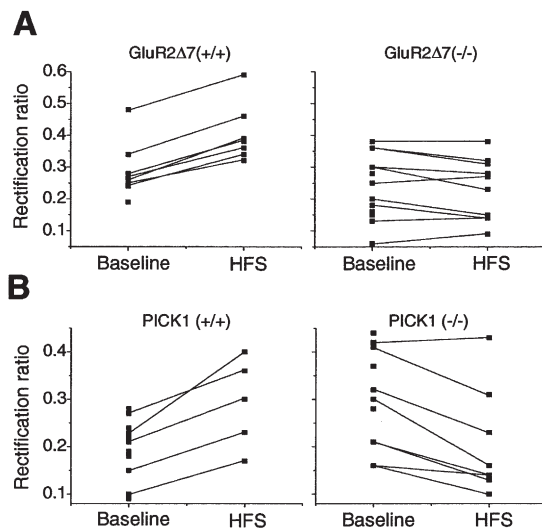 A
GluR2Δ7(+/+) GluR2Δ7(-/-)
Rectification ratio
0.6
0.5
0.4
0.3
0.2
0.1
Baseline HFS Baseline HFS
B
PICK1 (+/+) PICK1 (-/-)
Rectification ratio
0.4
0.3
0.2
0.1
Baseline HFS Baseline HFS